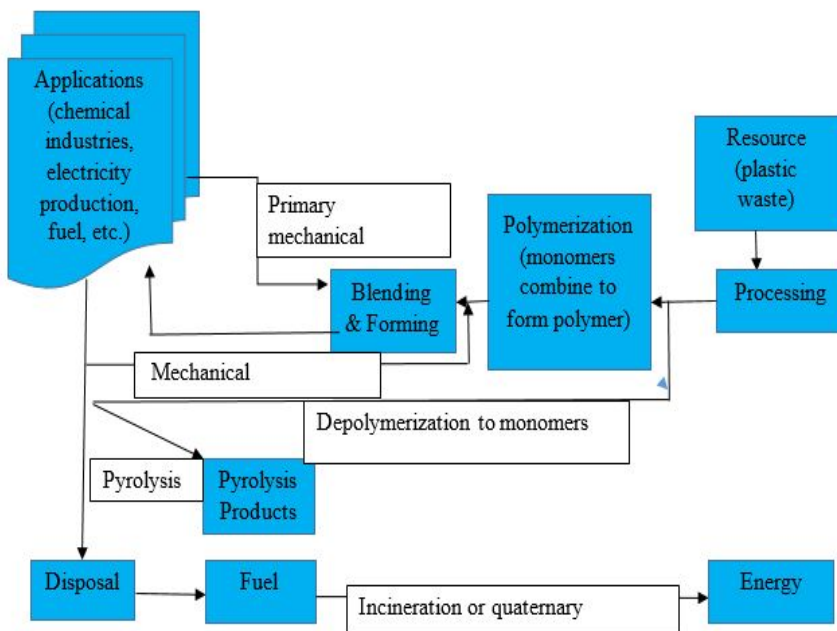 Applications
(chemical
industries,
electricity
production,
fuel, etc.)
Primary
mechanical
Blending
& Forming
Polymerization
(monomers
combine to
form polymer)
Resource
(plastic
waste)
Processing
Mechanical
Depolymerization to monomers
Pyrolysis
Pyrolysis
Products
Disposal
Fuel
Incineration or quaternary
Energy